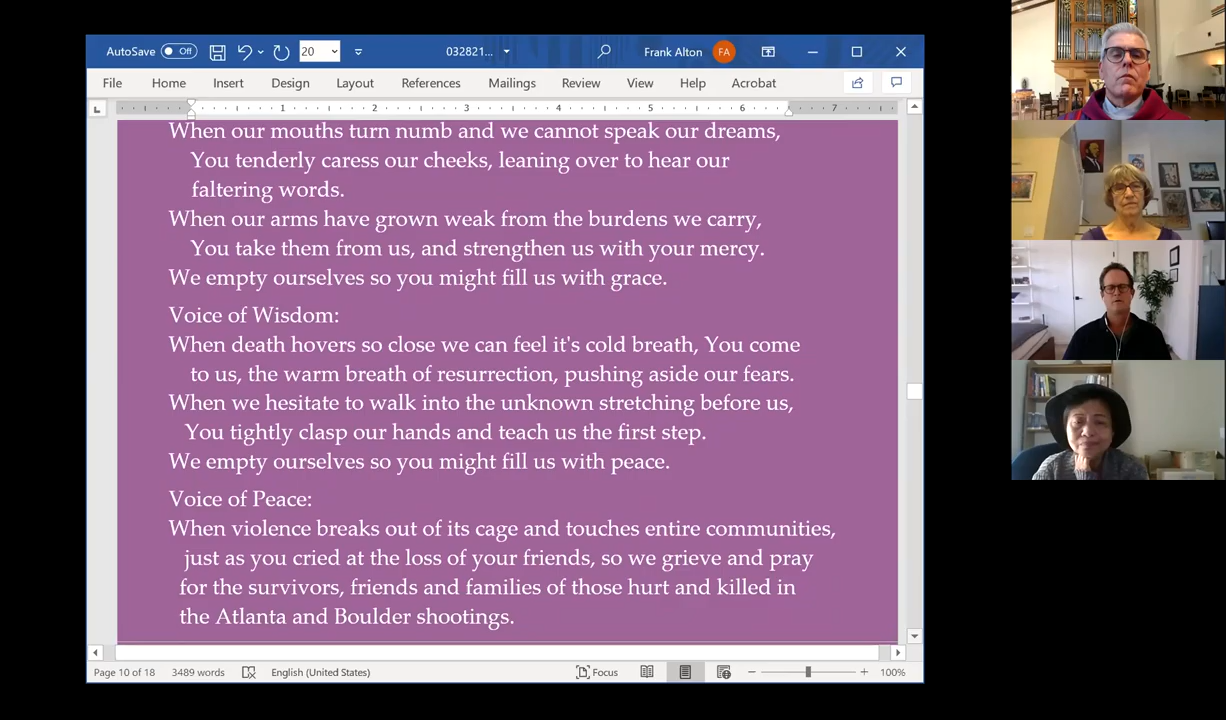 AutoSave Off 20 032821... Frank Alton FA
File Home Insert Design Layout References Mailings Review View Help Acrobat
1 2 3 4 5 6 7
When our mouths turn numb and we cannot speak our dreams,
You tenderly caress our cheeks, leaning over to hear our
faltering words.
When our arms have grown weak from the burdens we carry,
You take them from us, and strengthen us with your mercy.
We empty ourselves so you might fill us with grace.
Voice of Wisdom:
When death hovers so close we can feel it's cold breath, You come
to us, the warm breath of resurrection, pushing aside our fears.
When we hesitate to walk into the unknown stretching before us,
You tightly clasp our hands and teach us the first step.
We empty ourselves so you might fill us with peace.
Voice of Peace:
When violence breaks out of its cage and touches entire communities,
just as you cried at the loss of your friends, so we grieve and pray
for the survivors, friends and families of those hurt and killed in
the Atlanta and Boulder shootings.
Page 10 of 18 3489 words English (United States) Focus 100%